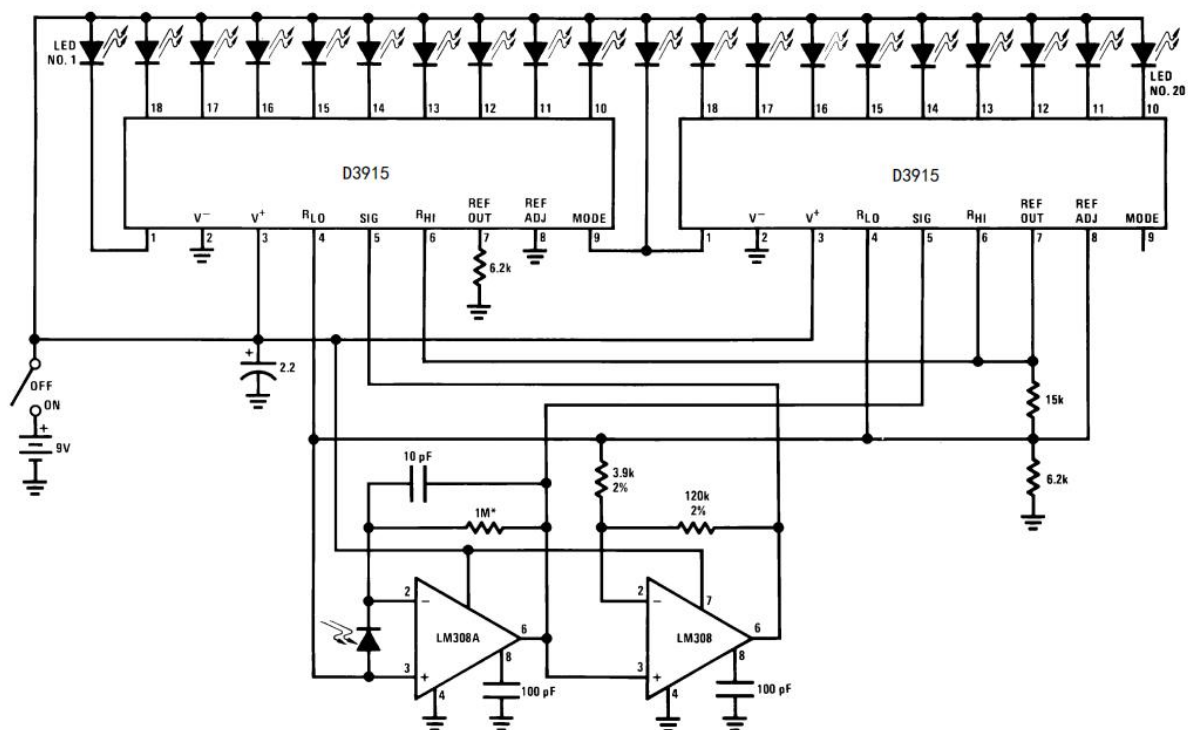 LED
NO. 1
LED
NO. 20
18 17 16 15 14 13 12 11 10
18 17 16 15 14 13 12 11 10
D3915
D3915
V⁻ V⁺ RLO SIG RHI REF OUT REF ADJ MODE
1 2 3 4 5 6 7 8 9
V⁻ V⁺ RLO SIG RHI REF OUT REF ADJ MODE
1 2 3 4 5 6 7 8 9
6.2k
+
2.2
OFF
ON
+
9V
15k
6.2k
10 pF
3.9k
2%
120k
2%
1M*
2 −
LM308A
6
3 +
8
4
100 pF
2 −
7
LM308
6
3 +
8
4
100 pF